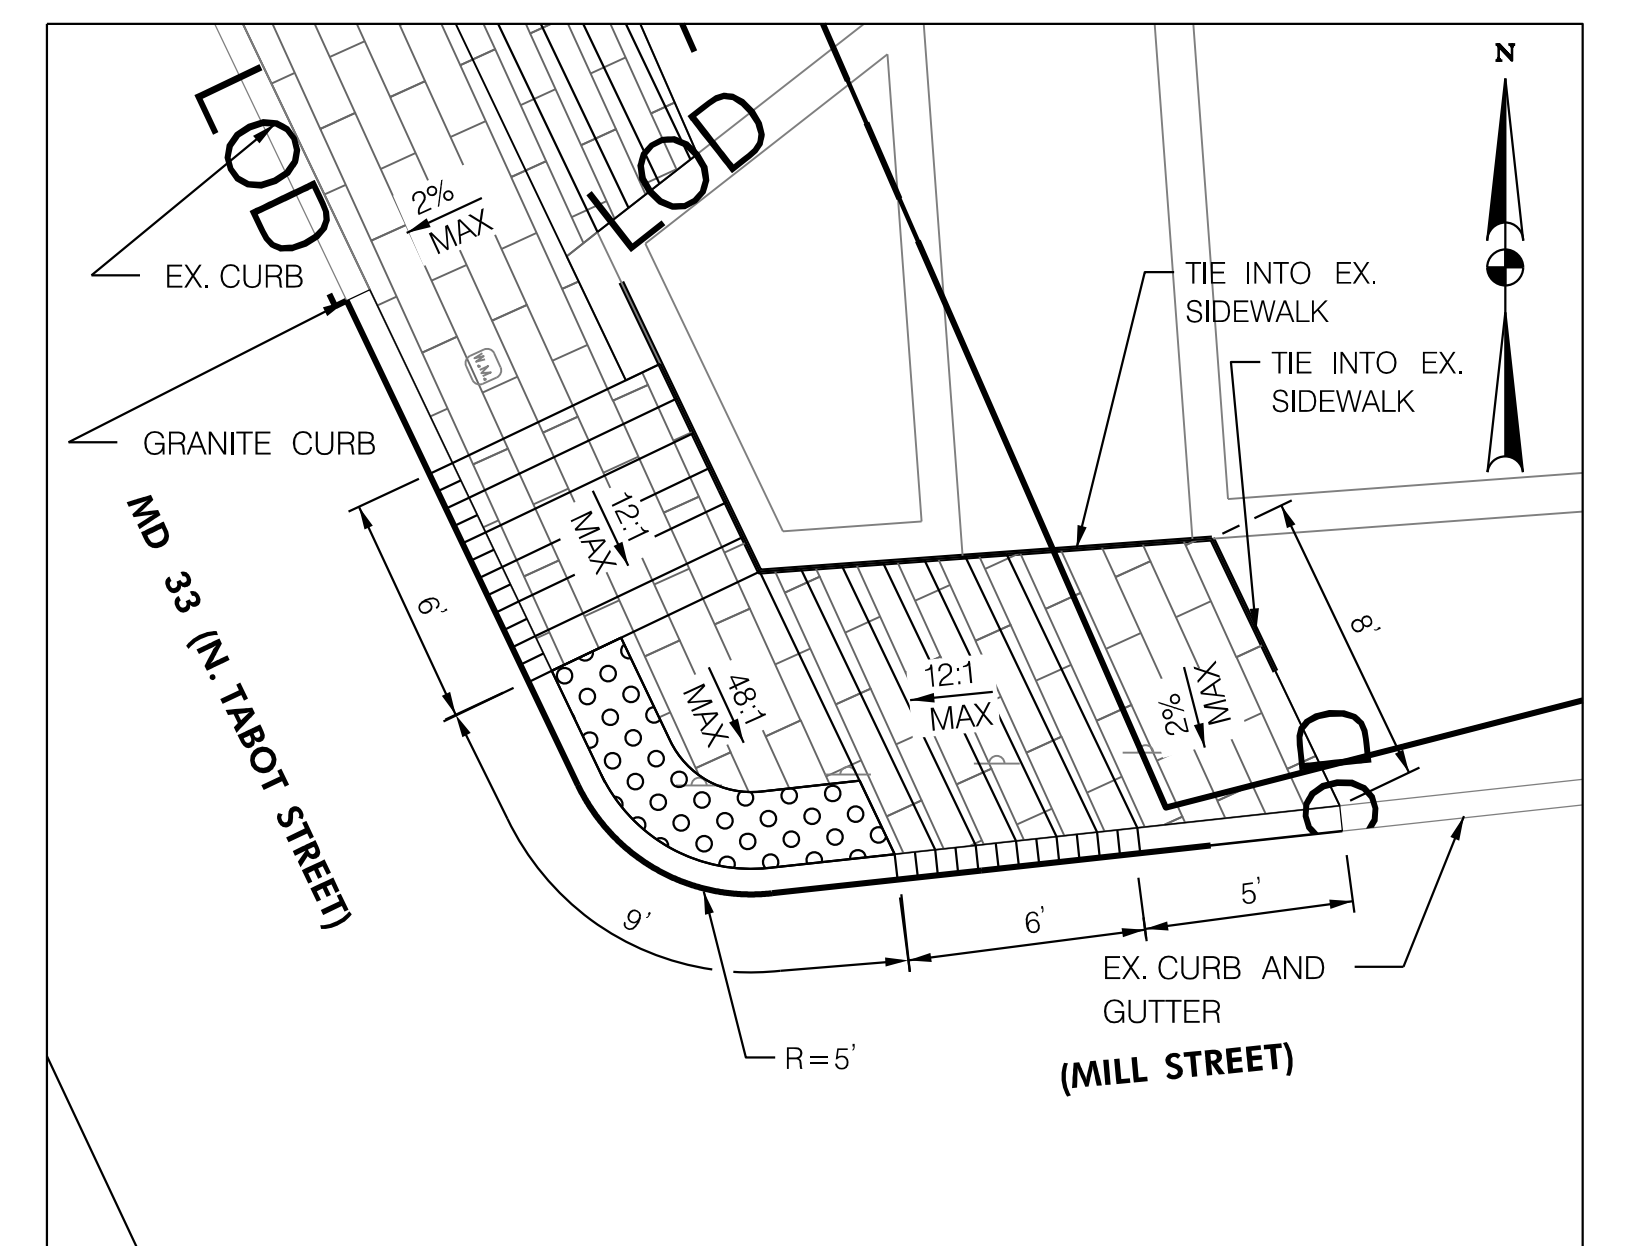 N
LOD
LOD
2%
MAX
EX. CURB
TIE INTO EX.
SIDEWALK
TIE INTO EX.
SIDEWALK
W.M.
GRANITE CURB
MD 33 (N. TABOT STREET)
12:1
MAX
6'
8'
48:1
MAX
12:1
MAX
2%
MAX
OD
9'
6'
5'
EX. CURB AND
GUTTER
R=5'
(MILL STREET)